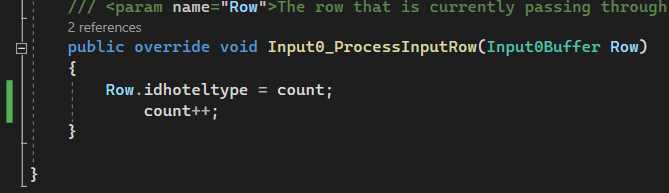 /// <param name="Row">The row that is currently passing through
2 references
public override void Input0_ProcessInputRow(Input0Buffer Row)
{
Row.idhoteltype = count;
count++;
}
}